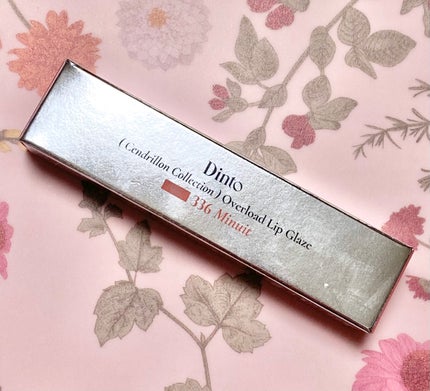 Dinto
( Cendrillon Collection ) Overload Lip Glaze
336 Minuit